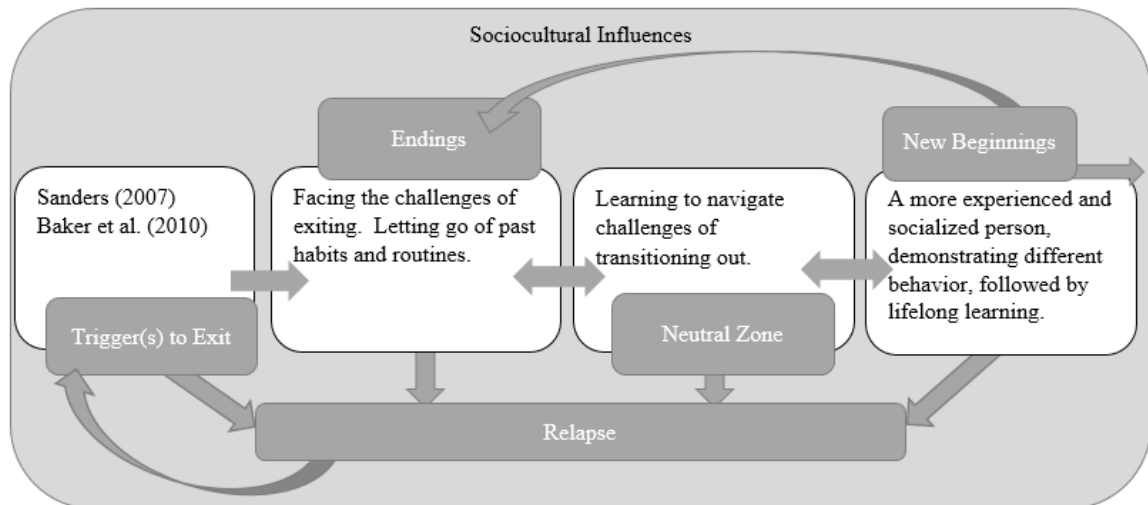 Sociocultural Influences
Endings
New Beginnings
Sanders (2007)
Baker et al. (2010)
Trigger(s) to Exit
Facing the challenges of
exiting.  Letting go of past
habits and routines.
Learning to navigate
challenges of
transitioning out.
Neutral Zone
A more experienced and
socialized person,
demonstrating different
behavior, followed by
lifelong learning.
Relapse